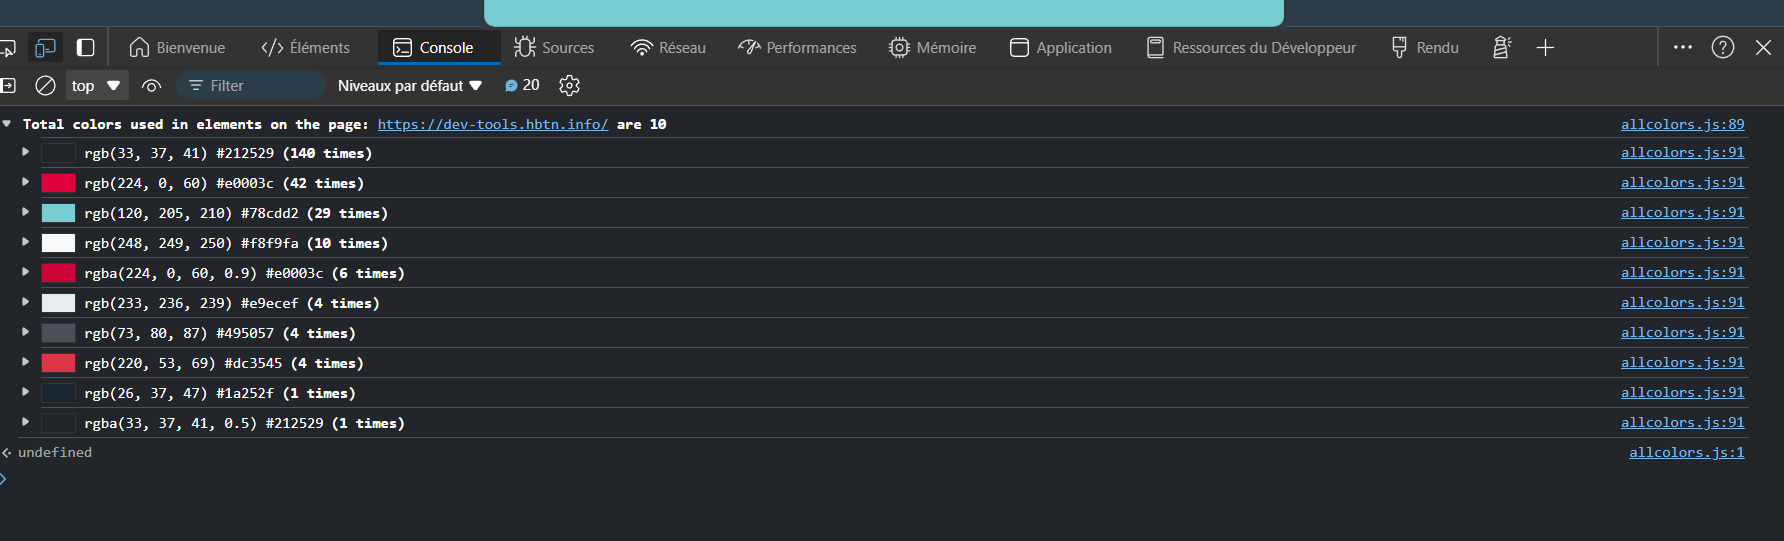 Bienvenue Éléments Console Sources Réseau Performances Mémoire Application Ressources du Développeur Rendu
top Filter Niveaux par défaut 20
Total colors used in elements on the page: https://dev-tools.hbtn.info/ are 10 allcolors.js:89
rgb(33, 37, 41) #212529 (140 times) allcolors.js:91
rgb(224, 0, 60) #e0003c (42 times) allcolors.js:91
rgb(120, 205, 210) #78cdd2 (29 times) allcolors.js:91
rgb(248, 249, 250) #f8f9fa (10 times) allcolors.js:91
rgba(224, 0, 60, 0.9) #e0003c (6 times) allcolors.js:91
rgb(233, 236, 239) #e9ecef (4 times) allcolors.js:91
rgb(73, 80, 87) #495057 (4 times) allcolors.js:91
rgb(220, 53, 69) #dc3545 (4 times) allcolors.js:91
rgb(26, 37, 47) #1a252f (1 times) allcolors.js:91
rgba(33, 37, 41, 0.5) #212529 (1 times) allcolors.js:91
undefined allcolors.js:1